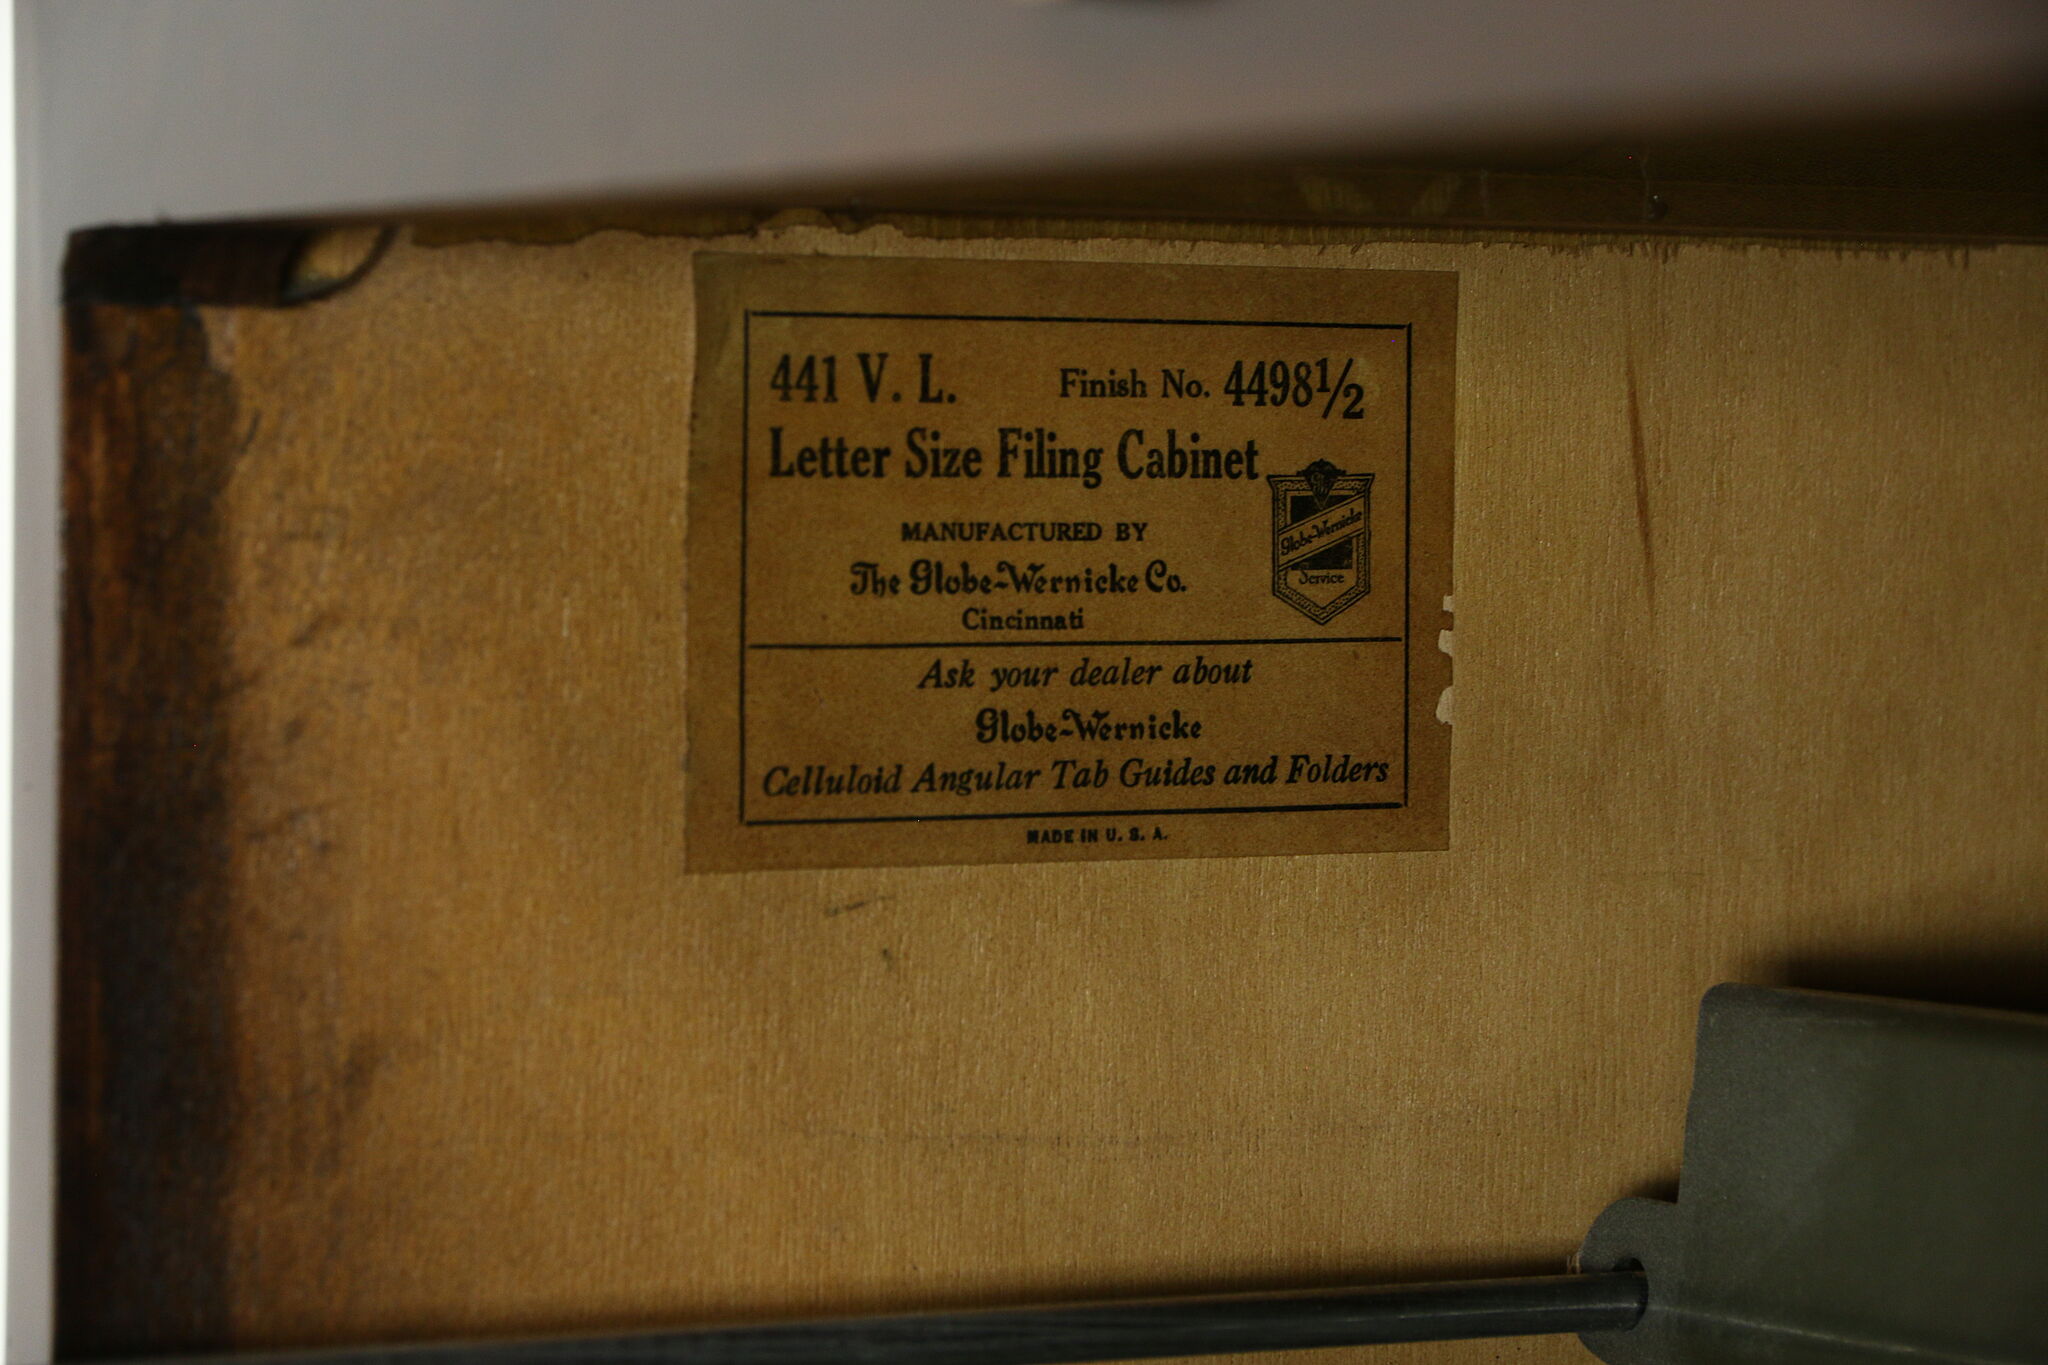 441 V. L. Finish No. 4498½
Letter Size Filing Cabinet
MANUFACTURED BY
The Globe-Wernicke Co.
Cincinnati
Globe-Wernicke
Service
Ask your dealer about
Globe-Wernicke
Celluloid Angular Tab Guides and Folders
MADE IN U. S. A.